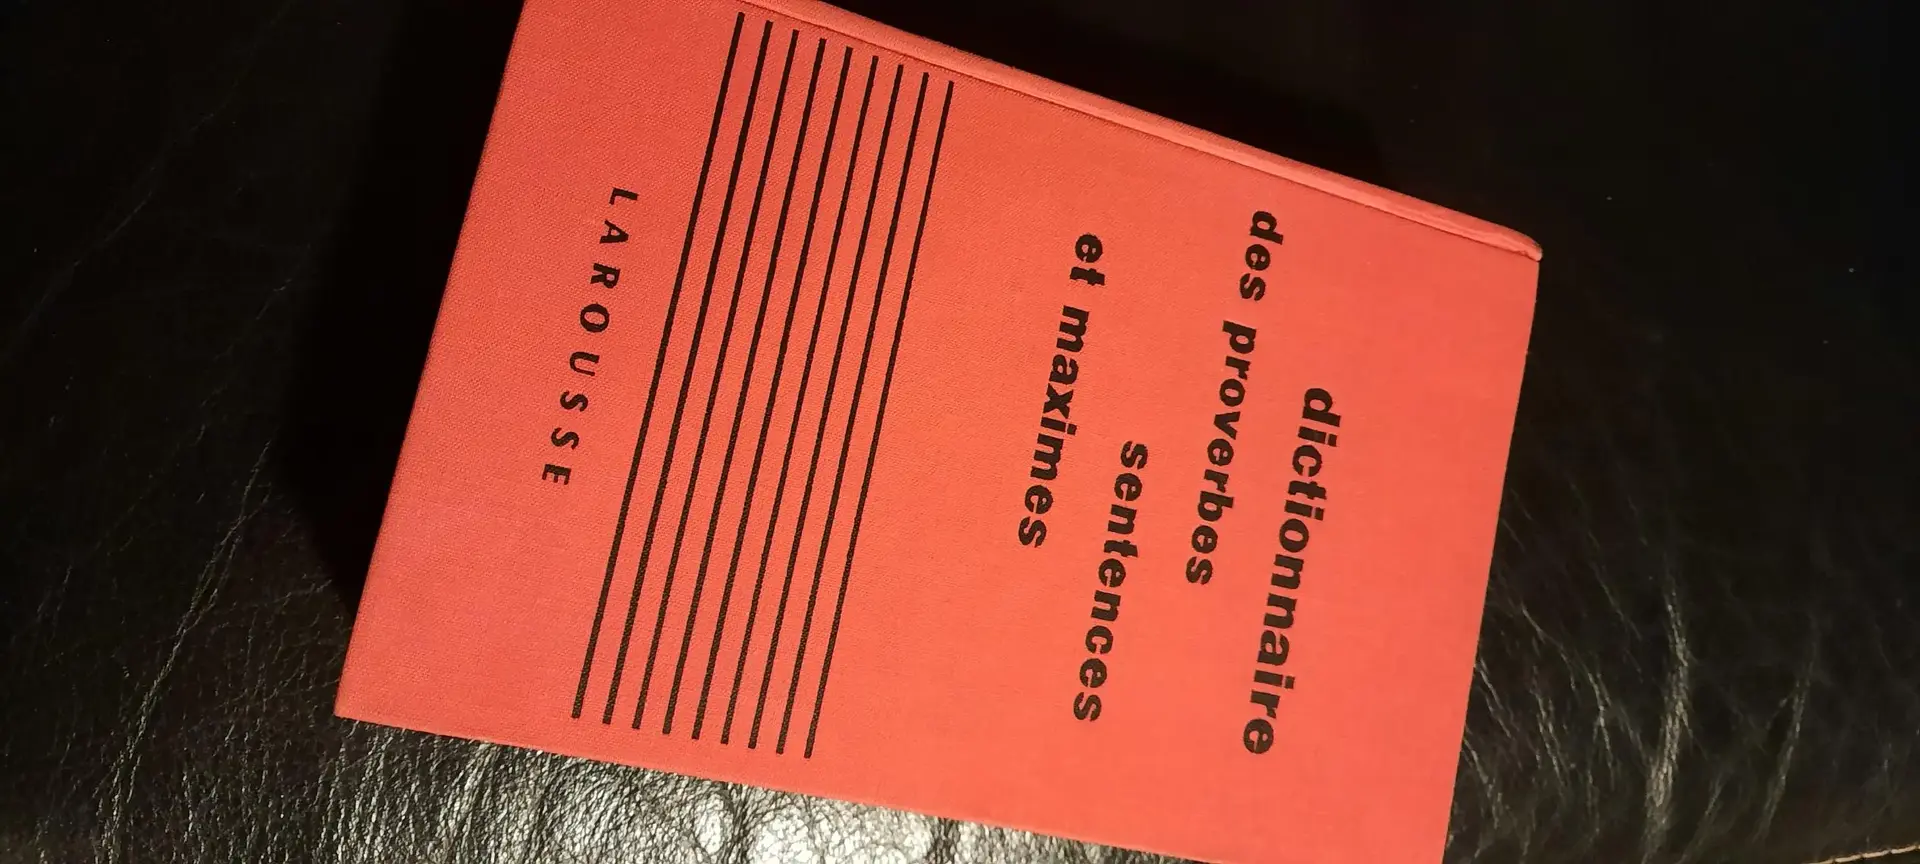 dictionnaire
des proverbes
sentences
et maximes
LAROUSSE